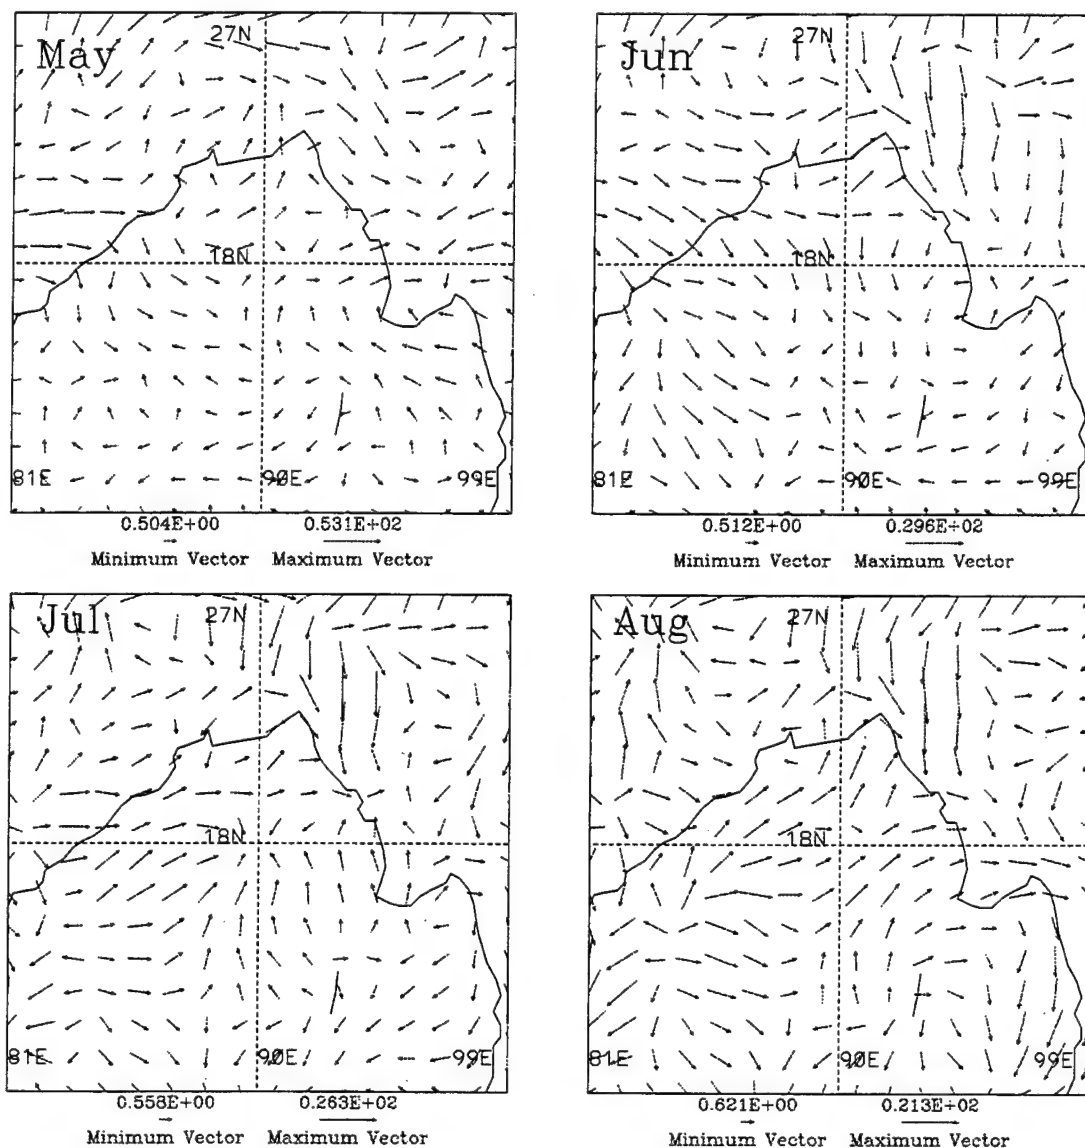 May
27N
18N
81E
90E
99E
0.504E+00
0.531E+02
Minimum Vector
Maximum Vector
Jun
27N
18N
81E
90E
99E
0.512E+00
0.296E+02
Minimum Vector
Maximum Vector
Jul
27N
18N
81E
90E
99E
0.558E+00
0.263E+02
Minimum Vector
Maximum Vector
Aug
27N
18N
81E
90E
99E
0.621E+00
0.213E+02
Minimum Vector
Maximum Vector